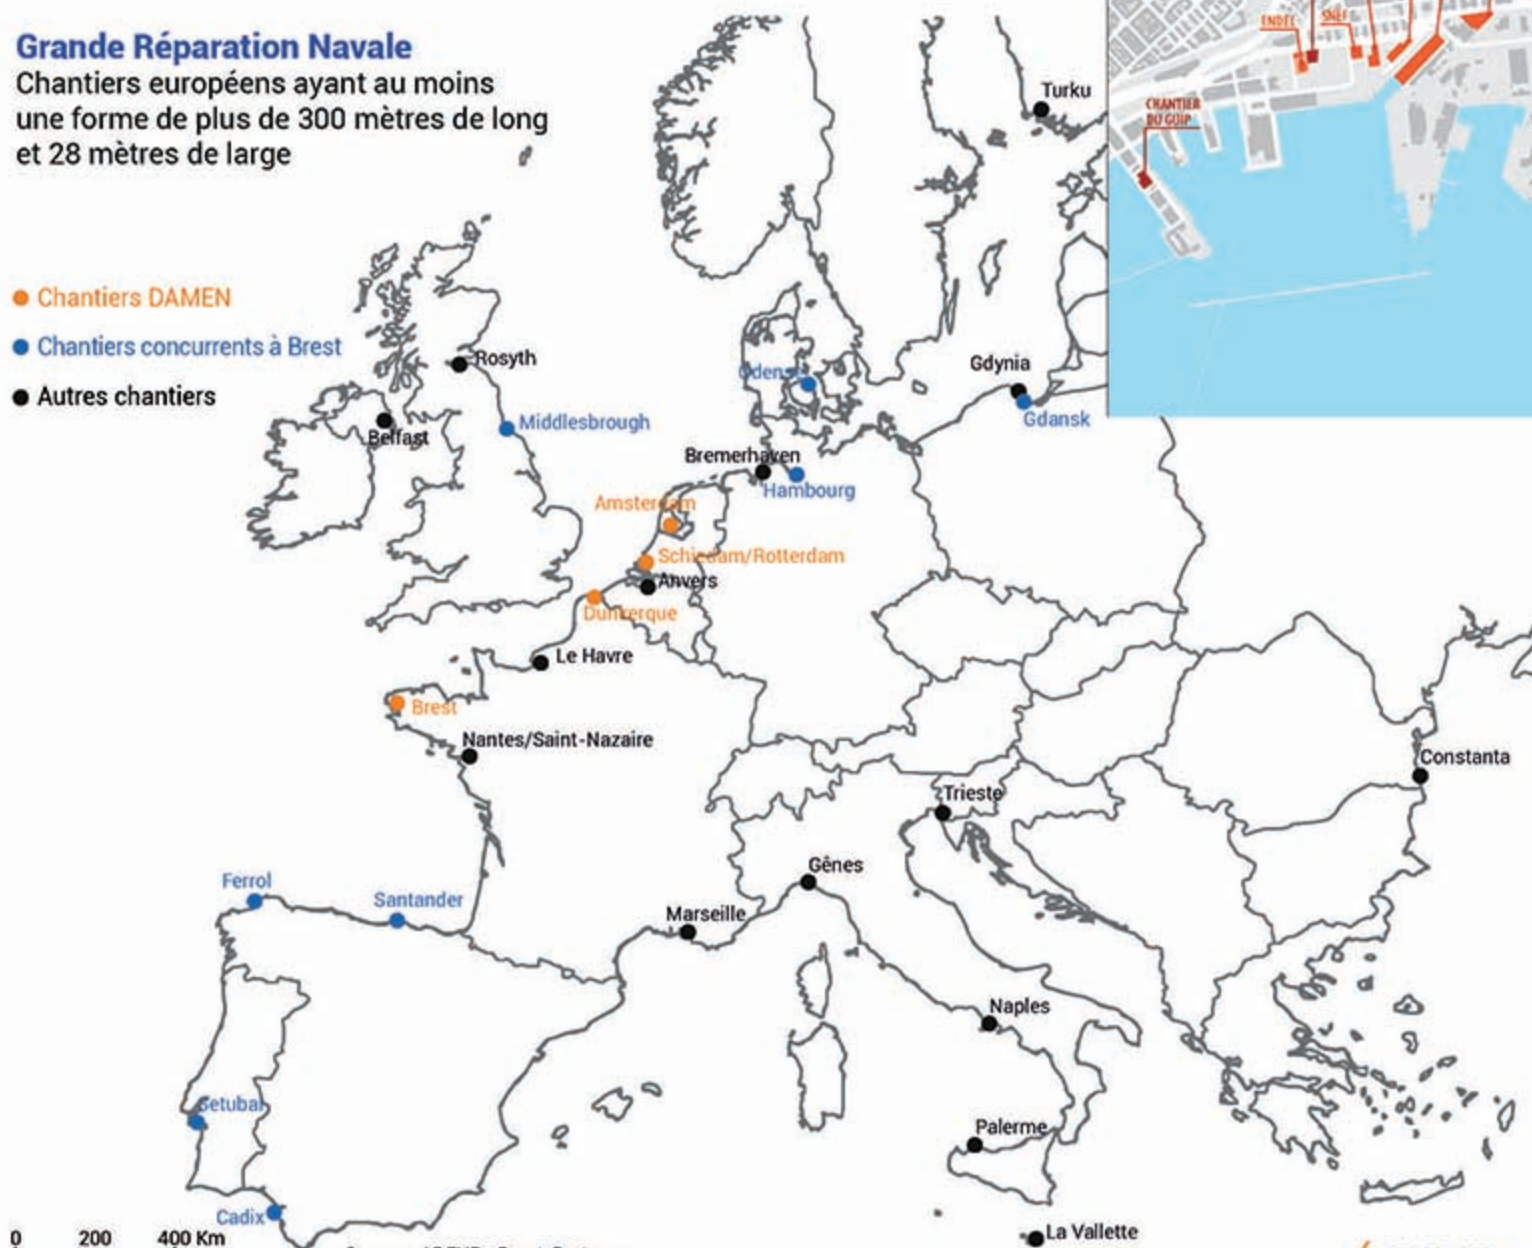 Grande Réparation Navale
Chantiers européens ayant au moins
une forme de plus de 300 mètres de long
et 28 mètres de large
ENDEL
SNEF
CHANTIER
DU GUIP
Turku
Chantiers DAMEN
Chantiers concurrents à Brest
Autres chantiers
Rosyth
Odense
Gdynia
Middlesbrough
Gdansk
Belfast
Bremerhaven
Hambourg
Amsterdam
Schiedam/Rotterdam
Anvers
Dunkerque
Le Havre
Brest
Nantes/Saint-Nazaire
Constanta
Trieste
Gênes
Ferrol
Santander
Marseille
Naples
Setubal
Palerme
Cadix
La Vallette
0 200 400 Km